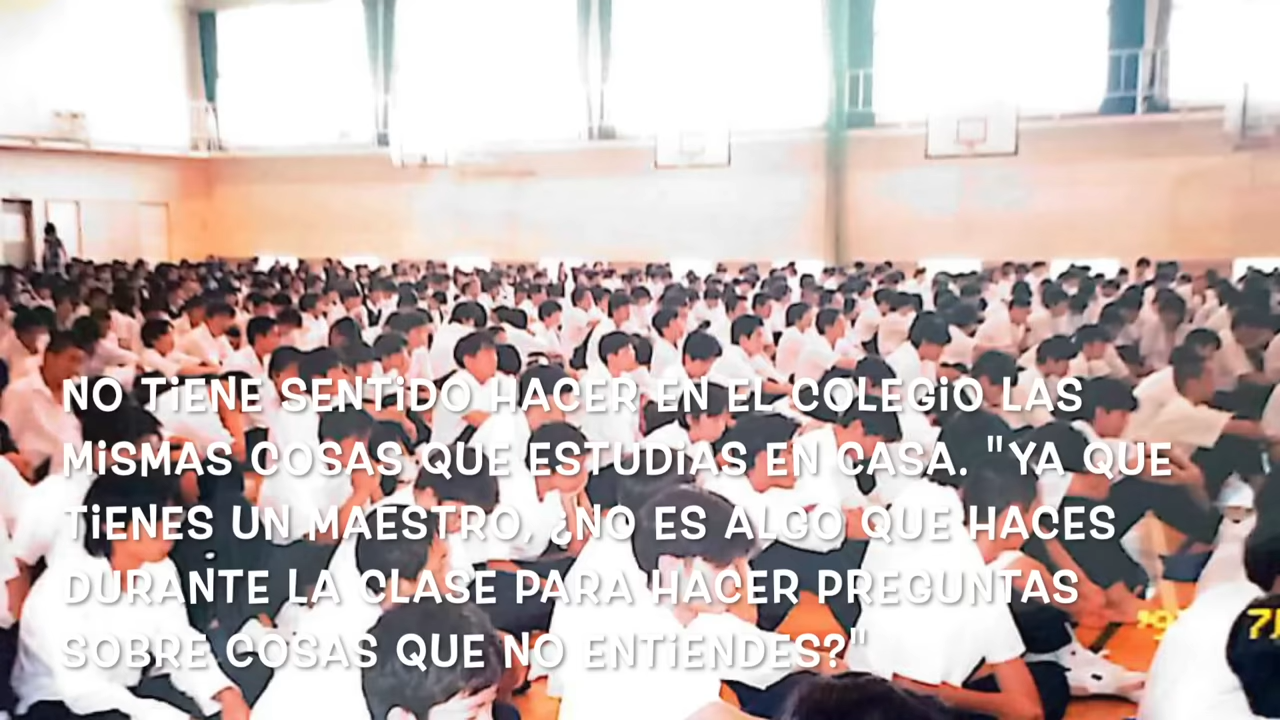 NO TiENE SENTiDO HACER EN EL COLEGiO LAS
MiSMAS COSAS QUE ESTUDiAS EN CASA. "YA QUE
TiENES UN MAESTRO, ¿NO ES ALGO QUE HACES
DURANTE LA CLASE PARA HACER PREGUNTAS
SOBRE COSAS QUE NO ENTiENDES?"